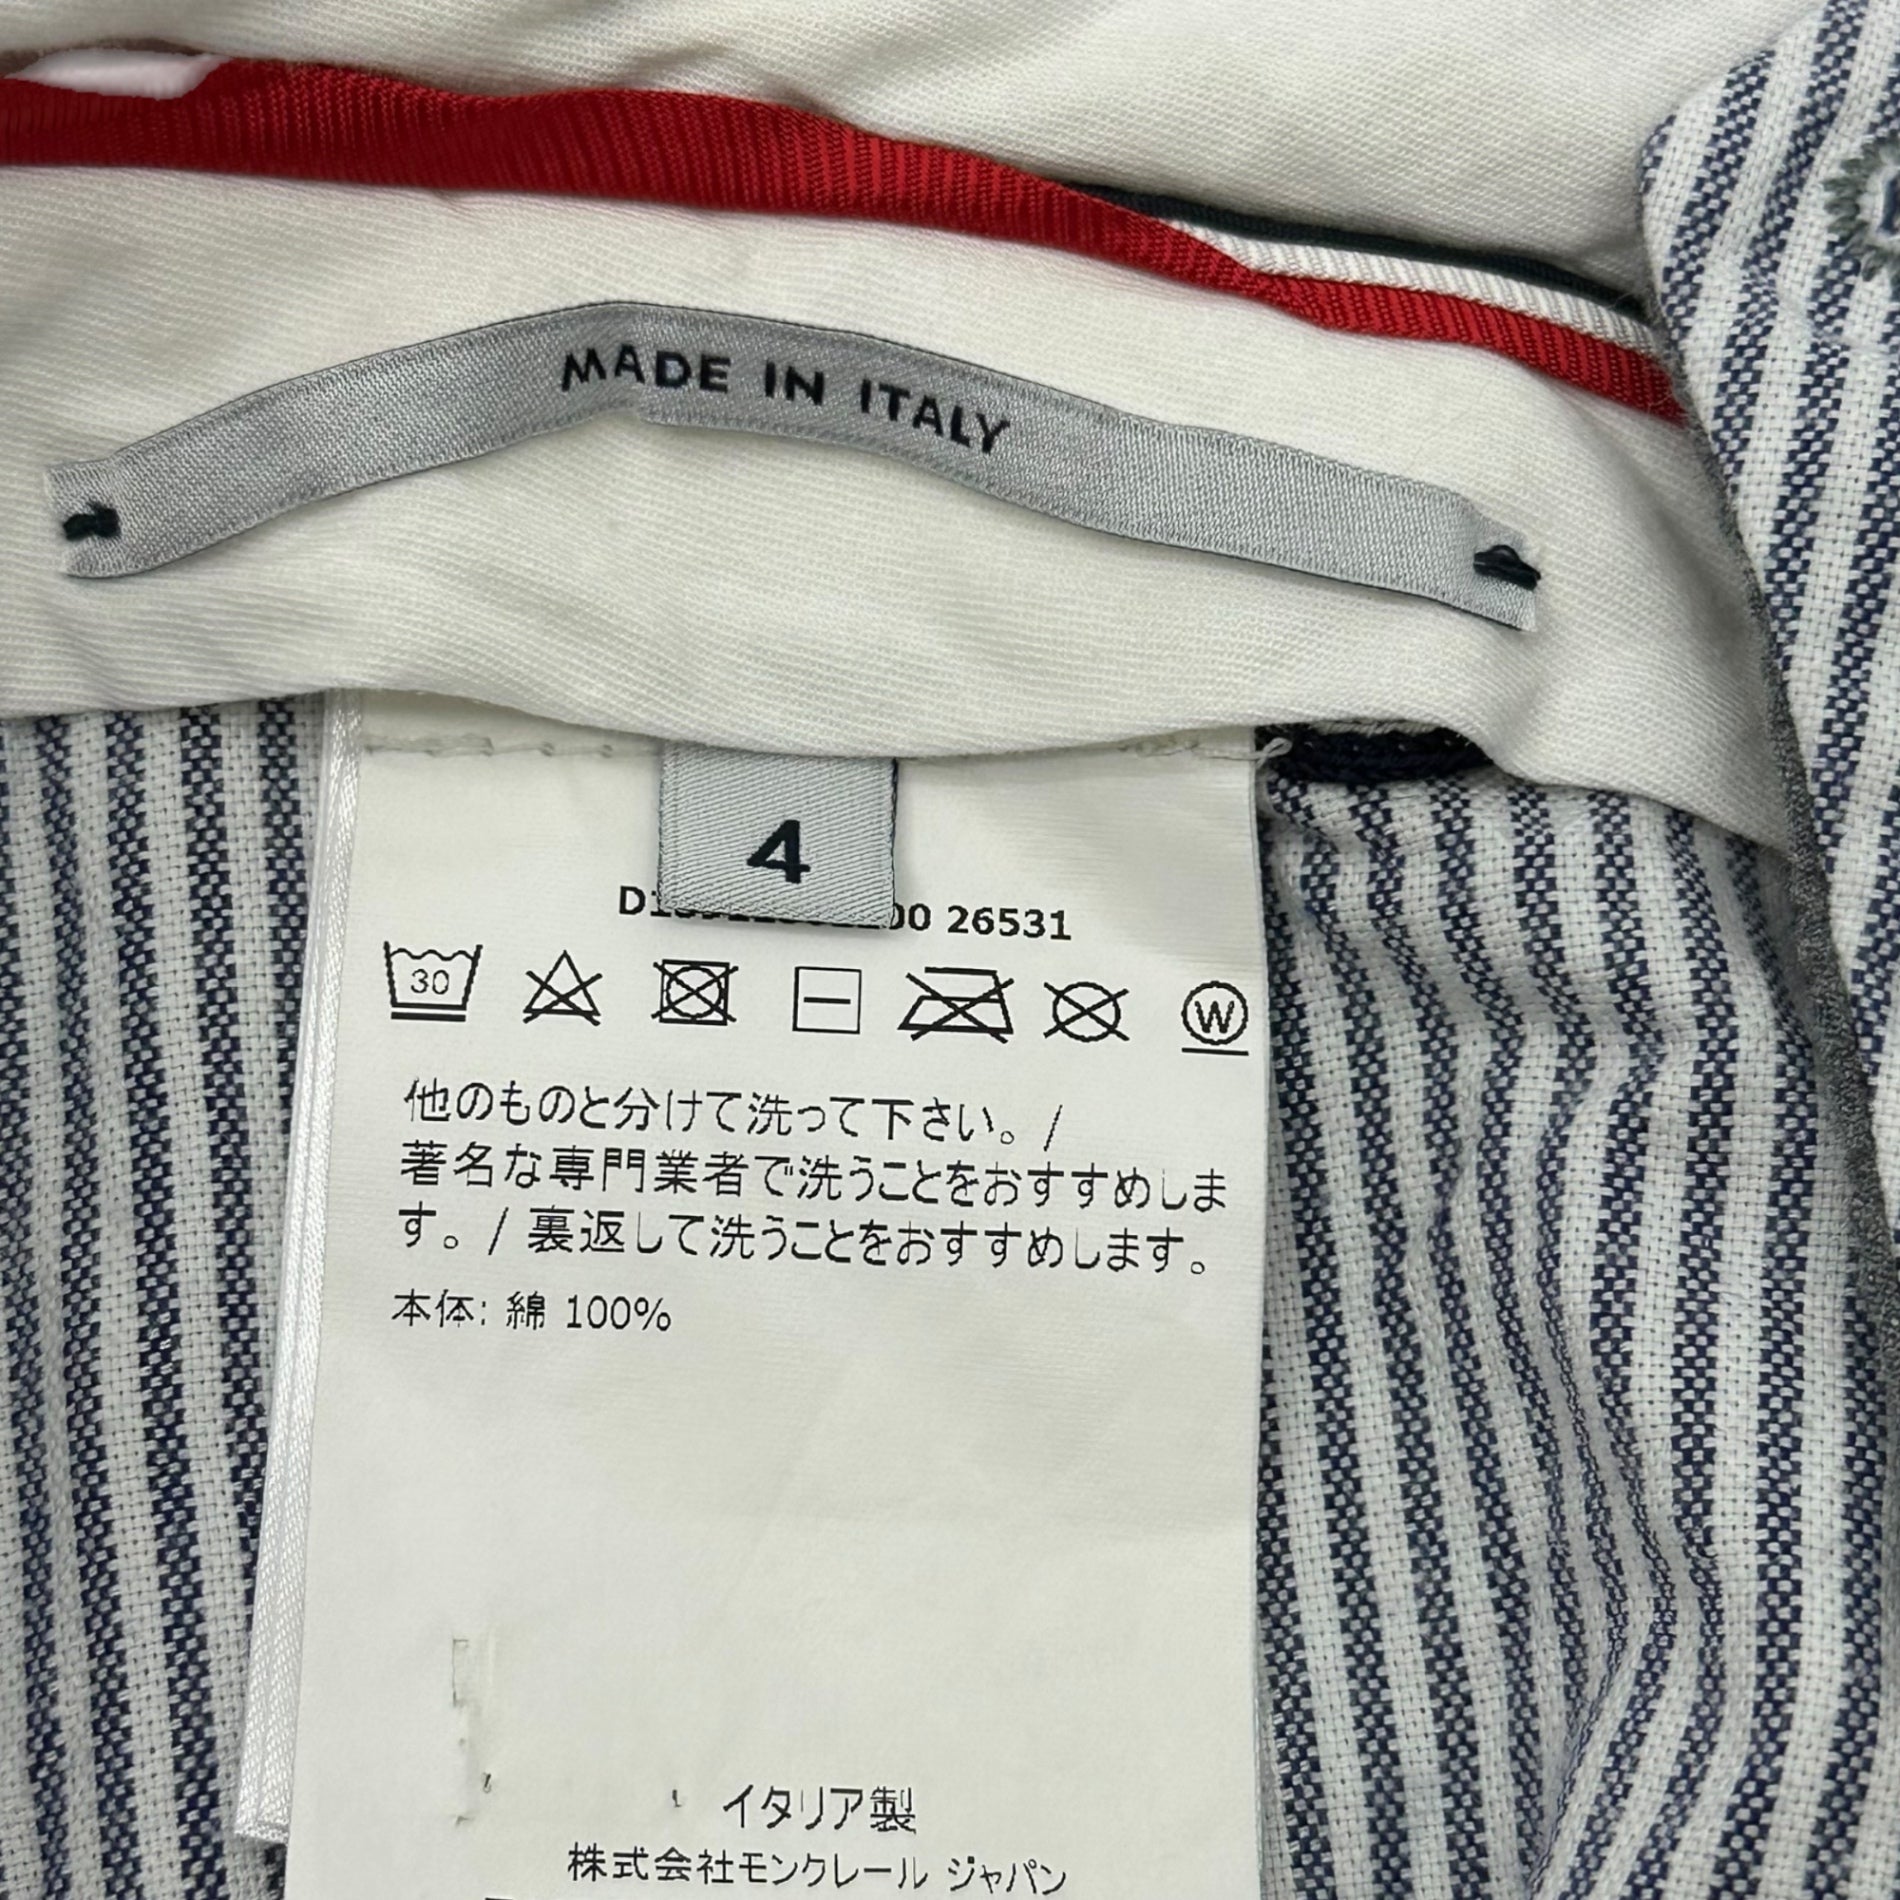 MADE IN ITALY
4
26531
30
W
他のものと分けて洗って下さい。/
著名な専門業者で洗うことをおすすめしま
す。/ 裏返して洗うことをおすすめします。
本体: 綿 100%
イタリア製
株式会社モンクレール ジャパン